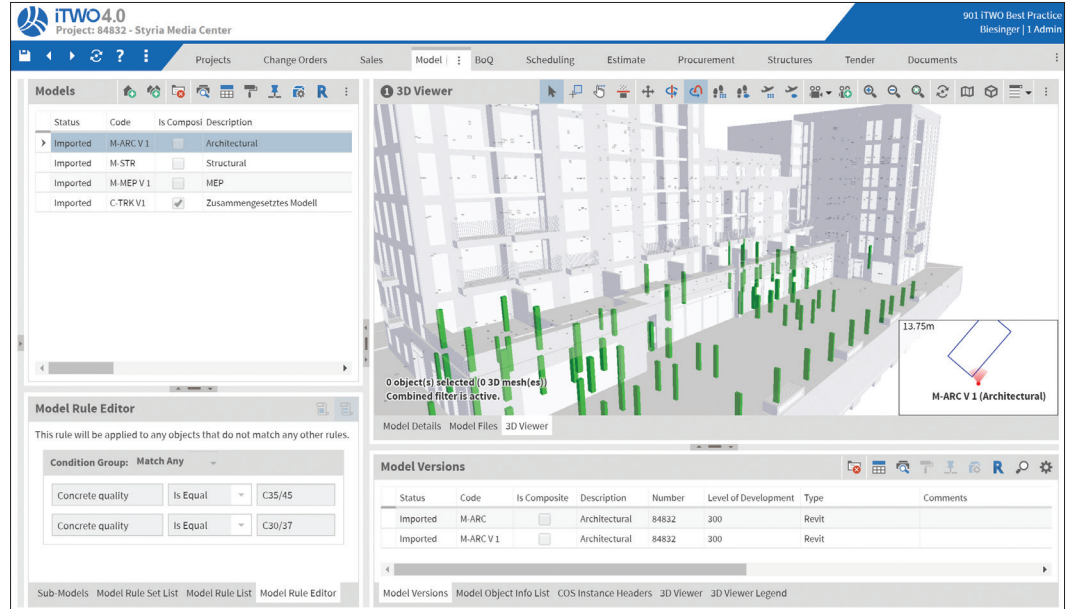 iTWO4.0
Project: 84832 - Styria Media Center
901 iTWO Best Practice
Biesinger | 1 Admin
Projects Change Orders Sales Model BoQ Scheduling Estimate Procurement Structures Tender Documents
Models
Status Code Is Composi Description
Imported M-ARC V 1 Architectural
Imported M-STR Structural
Imported M-MEP V 1 MEP
Imported C-TRK V1 Zusammengesetztes Modell
1 3D Viewer
13.75m
M-ARC V 1 (Architectural)
0 object(s) selected (0 3D mesh(es))
Combined filter is active.
Model Details Model Files 3D Viewer
Model Rule Editor
This rule will be applied to any objects that do not match any other rules.
Condition Group: Match Any
Concrete quality Is Equal C35/45
Concrete quality Is Equal C30/37
Sub-Models Model Rule Set List Model Rule List Model Rule Editor
Model Versions
R
Status Code Is Composite Description Number Level of Development Type Comments
Imported M-ARC Architectural 84832 300 Revit
Imported M-ARC V 1 Architectural 84832 300 Revit
Model Versions Model Object Info List COS Instance Headers 3D Viewer 3D Viewer Legend